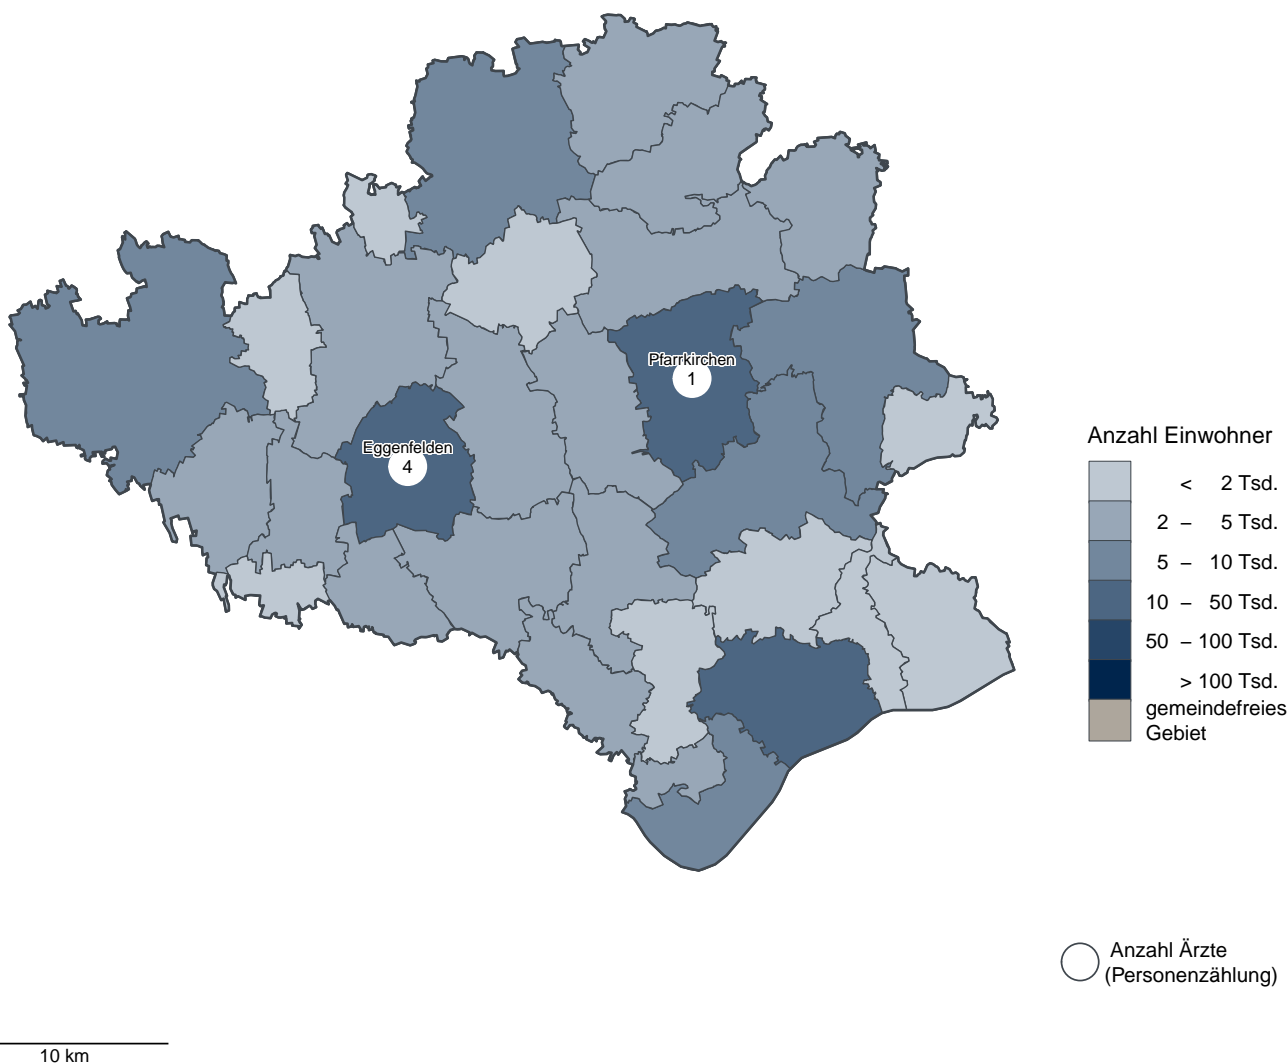 Pfarrkirchen
1
Eggenfelden
4
Anzahl Einwohner
< 2 Tsd.
2 – 5 Tsd.
5 – 10 Tsd.
10 – 50 Tsd.
50 – 100 Tsd.
> 100 Tsd.
gemeindefreies
Gebiet
Anzahl Ärzte
(Personenzählung)
10 km